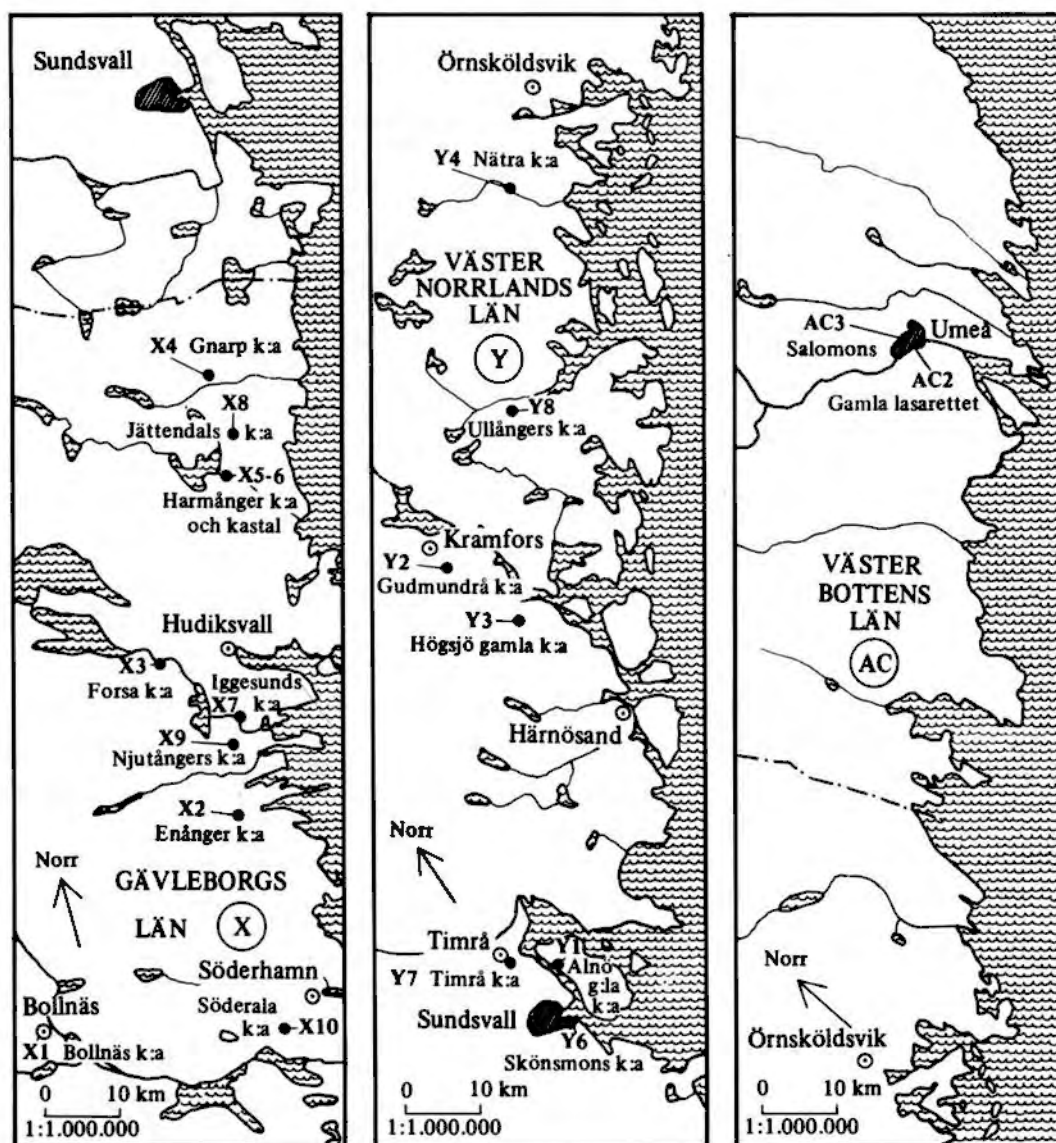 Sundsvall
X4 Gnarp k:a
X8
Jättendals k:a
X5-6
Harmånger k:a
och kastal
Hudiksvall
X3
Forsa k:a
Iggesunds
X7 k:a
X9
Njutångers k:a
X2
Enånger k:a
Norr
GÄVLEBORGS
LÄN X
Söderhamn
Bollnäs
Söderala
k:a X10
X1 Bollnäs k:a
0 10 km
1:1.000.000
Örnsköldsvik
Y4 Nätra k:a
VÄSTER
NORRLANDS
LÄN
Y
Y8
Ullångers k:a
Kramfors
Y2
Gudmundrå k:a
Y3
Högsjö gamla k:a
Härnösand
Norr
Timrå
Y1
Y7 Timrå k:a
Alnö
g:la
k:a
Sundsvall
Y6
Skönsmons k:a
0 10 km
1:1.000.000
AC3
Salomons
Umeå
AC2
Gamla lasarettet
VÄSTER
BOTTENS
LÄN
AC
Norr
Örnsköldsvik
0 10 km
1:1.000.000